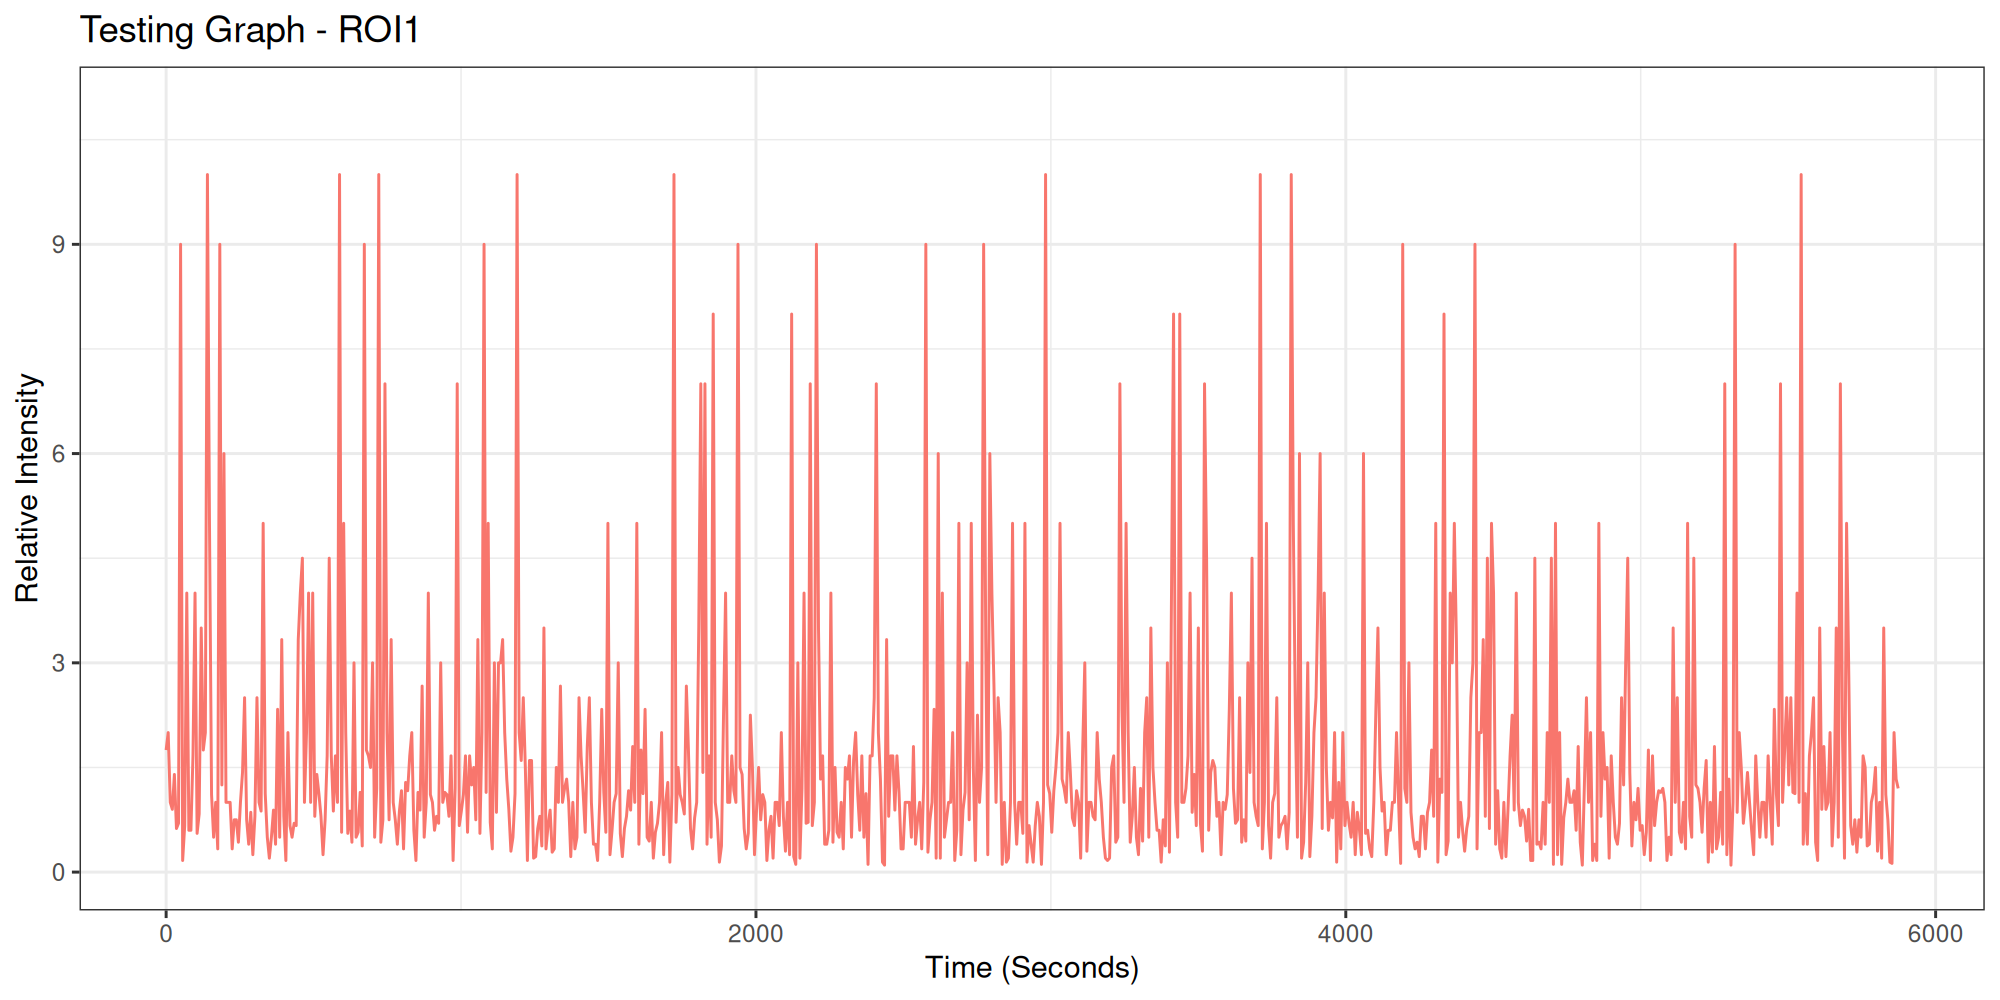 Testing Graph - ROI1
Relative Intensity
9
6
3
0
0 2000 4000 6000
Time (Seconds)